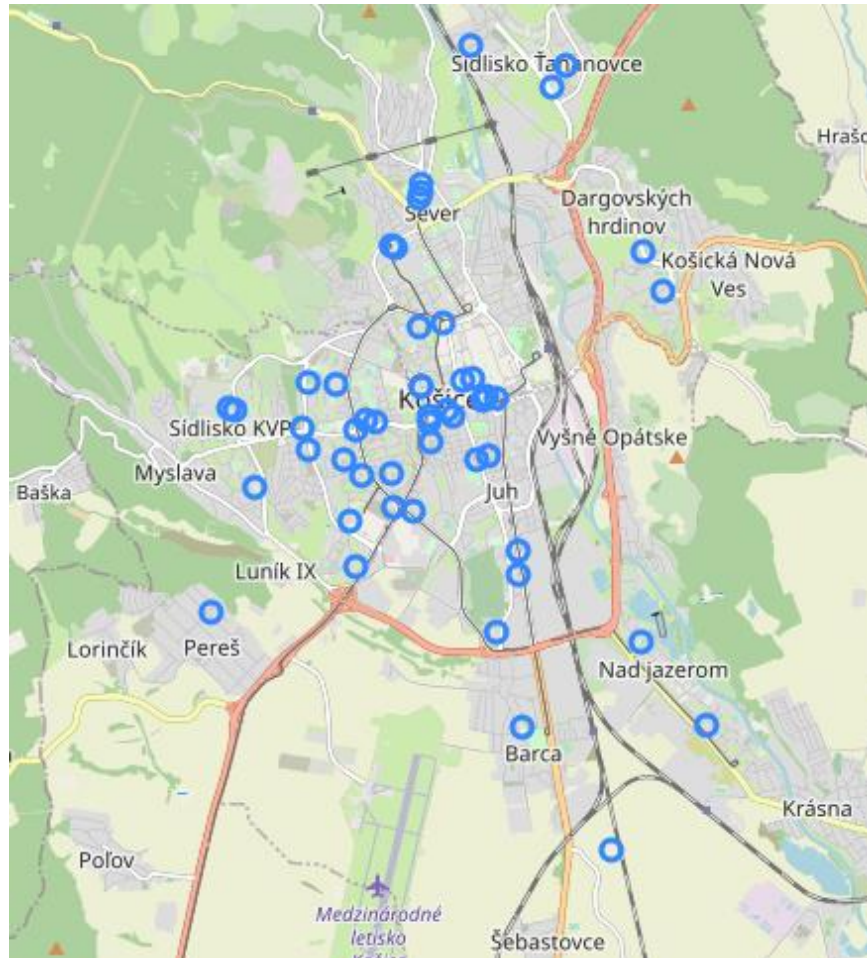 Sídlisko Ťahanovce
Hrašo
Dargovských
hrdinov
Sever
Košická Nová
Ves
Košice
Sídlisko KVP
Vyšné Opátske
Myslava
Baška
Juh
Luník IX
Lorinčík
Pereš
Nad jazerom
Barca
Krásna
Poľov
Medzinárodné
letisko
Šebastovce